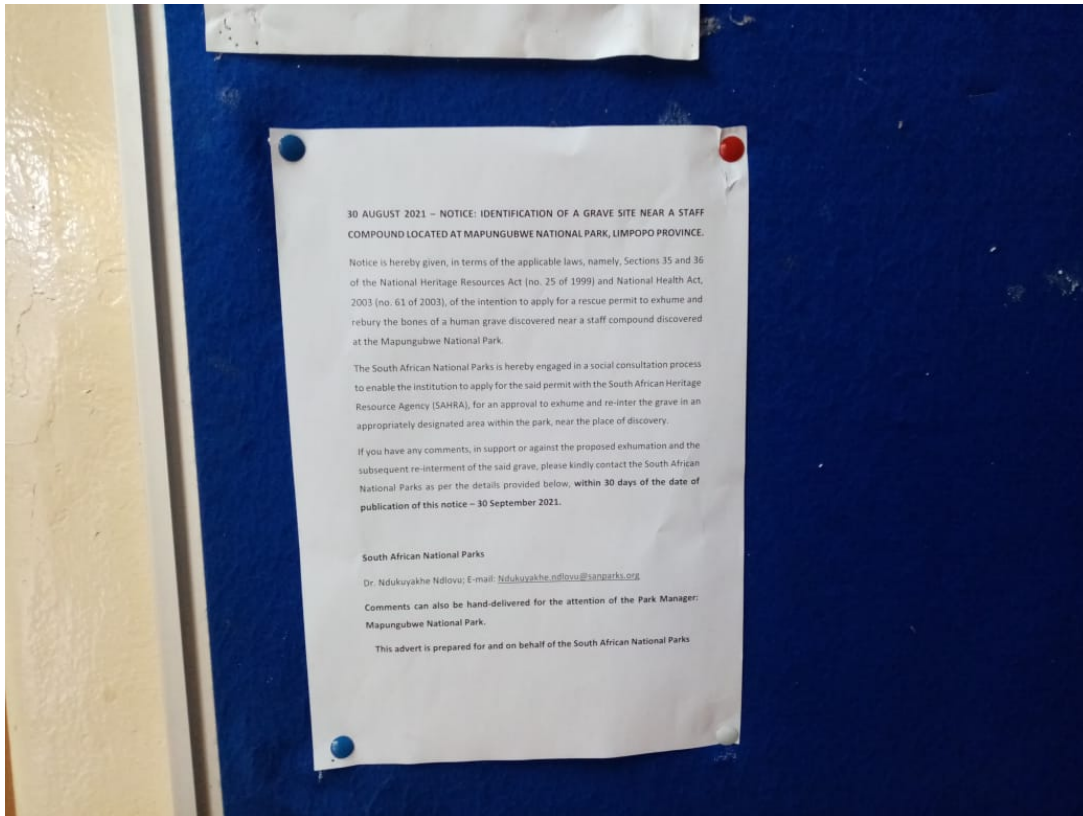 30 AUGUST 2021 – NOTICE: IDENTIFICATION OF A GRAVE SITE NEAR A STAFF
COMPOUND LOCATED AT MAPUNGUBWE NATIONAL PARK, LIMPOPO PROVINCE.
Notice is hereby given, in terms of the applicable laws, namely, Sections 35 and 36
of the National Heritage Resources Act (no. 25 of 1999) and National Health Act,
2003 (no. 61 of 2003), of the intention to apply for a rescue permit to exhume and
rebury the bones of a human grave discovered near a staff compound discovered
at the Mapungubwe National Park.
The South African National Parks is hereby engaged in a social consultation process
to enable the institution to apply for the said permit with the South African Heritage
Resource Agency (SAHRA), for an approval to exhume and re-inter the grave in an
appropriately designated area within the park, near the place of discovery.
If you have any comments, in support or against the proposed exhumation and the
subsequent re-interment of the said grave, please kindly contact the South African
National Parks as per the details provided below, within 30 days of the date of
publication of this notice – 30 September 2021.
South African National Parks
Dr. Ndukuyakhe Ndlovu; E-mail: Ndukuyakhe.ndlovu@sanparks.org
Comments can also be hand-delivered for the attention of the Park Manager:
Mapungubwe National Park.
This advert is prepared for and on behalf of the South African National Parks